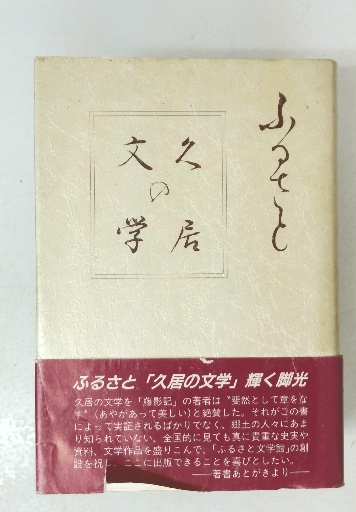 ふるさと
久居
の
文学
ふるさと「久居の文学」輝く脚光
久居の文学を「藤影記」の著者は〝斐然として章をな
す〟(あやがあって美しい)と絶賛した。それがこの書
によって実証されるばかりでなく、郷土の人々にあま
り知られていない、全国的に見ても真に貴重な史実や
資料、文学作品を盛りこんで、「ふるさと文学館」の創
設を祝し、ここに出版できることを喜びとしたい。
――著書あとがきより――